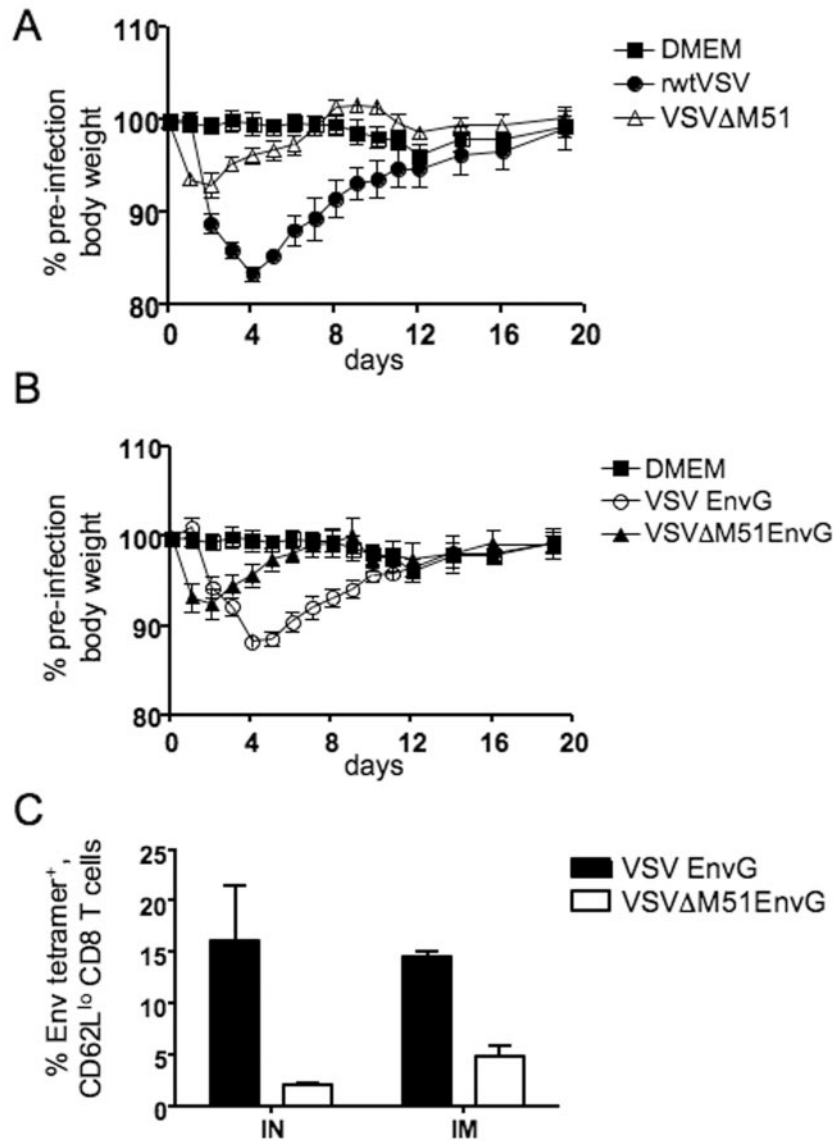 A
110
100
90
80
% pre-infection
body weight
0 4 8 12 16 20
days
DMEM
rwtVSV
VSVΔM51
B
110
100
90
80
% pre-infection
body weight
0 4 8 12 16 20
days
DMEM
VSV EnvG
VSVΔM51EnvG
C
25
20
15
10
5
0
% Env tetramer⁺,
CD62Lˡᵒ CD8 T cells
IN IM
VSV EnvG
VSVΔM51EnvG